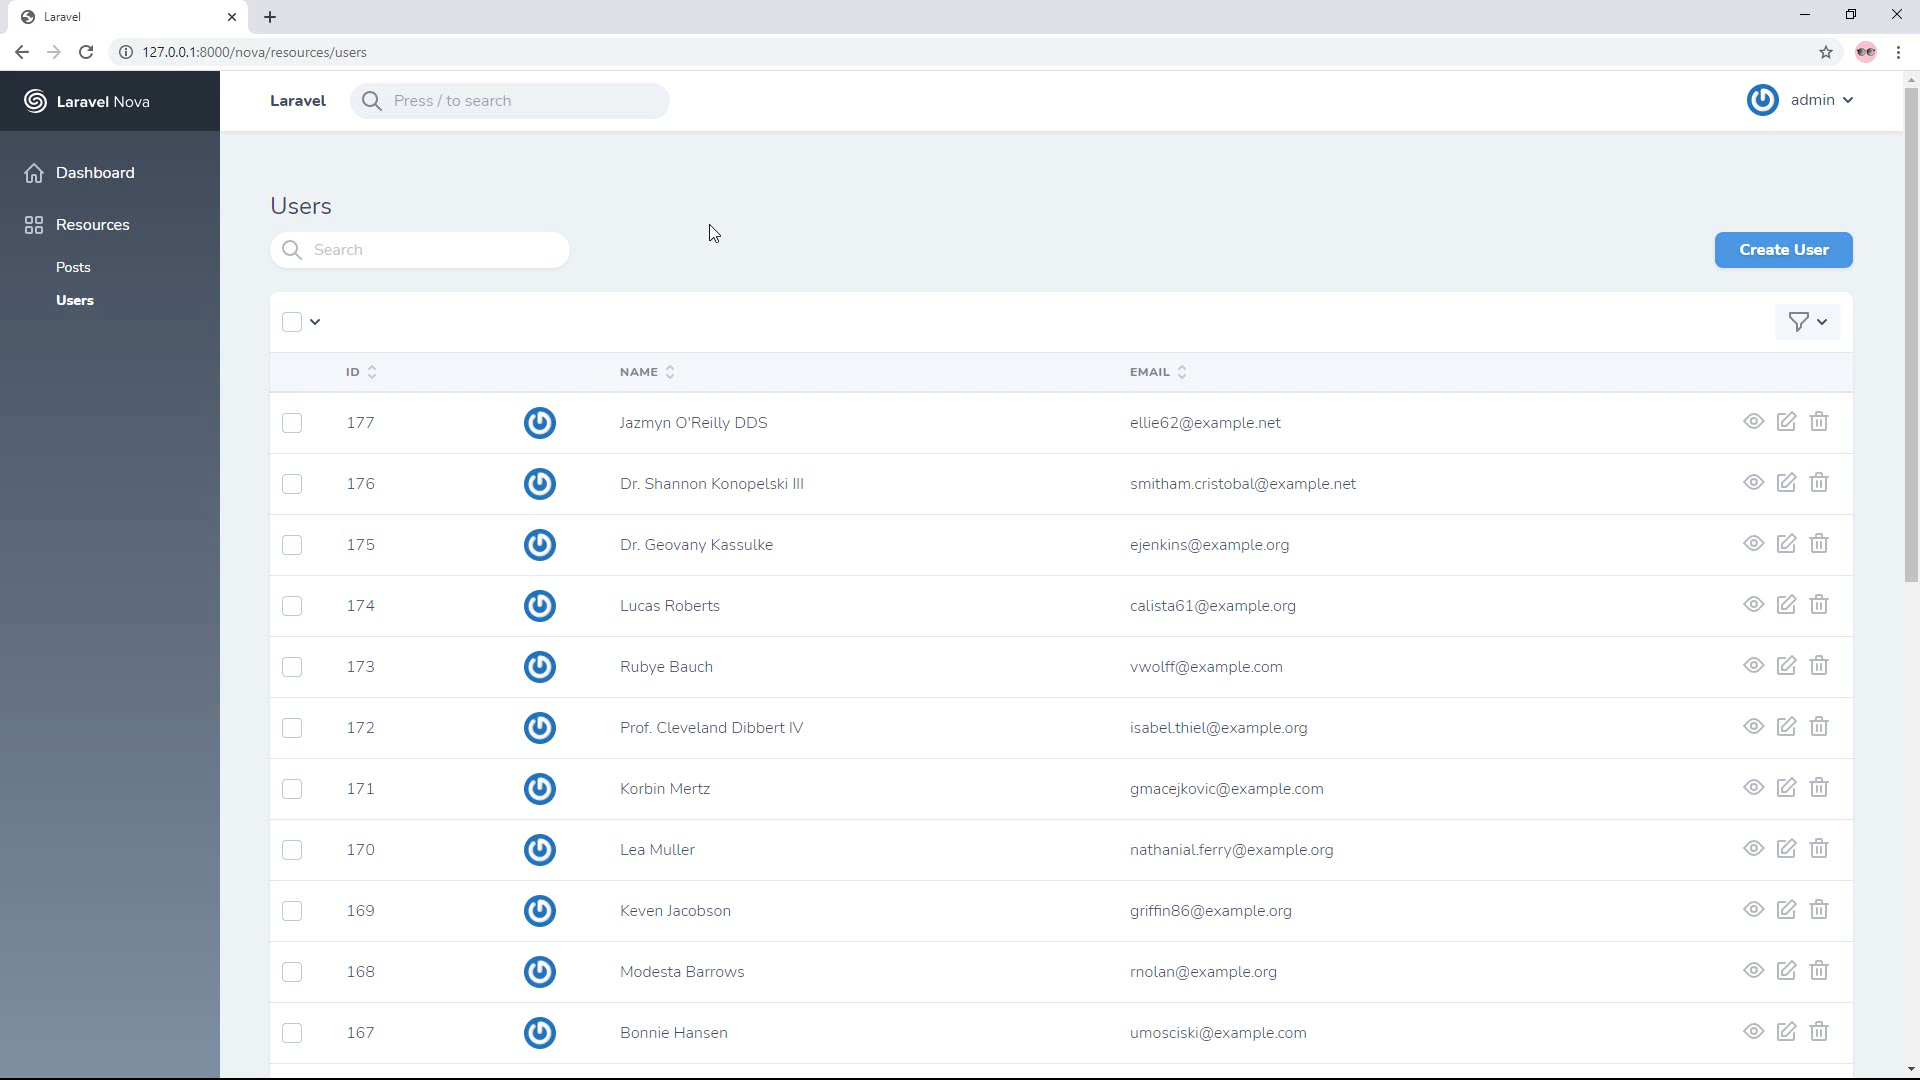 Laravel
127.0.0.1:8000/nova/resources/users
Laravel Nova
Laravel
Press / to search
admin
Dashboard
Resources
Posts
Users
Users
Search
Create User
ID NAME EMAIL
177 Jazmyn O'Reilly DDS ellie62@example.net
176 Dr. Shannon Konopelski III smitham.cristobal@example.net
175 Dr. Geovany Kassulke ejenkins@example.org
174 Lucas Roberts calista61@example.org
173 Rubye Bauch vwolff@example.com
172 Prof. Cleveland Dibbert IV isabel.thiel@example.org
171 Korbin Mertz gmacejkovic@example.com
170 Lea Muller nathanial.ferry@example.org
169 Keven Jacobson griffin86@example.org
168 Modesta Barrows rnolan@example.org
167 Bonnie Hansen umosciski@example.com